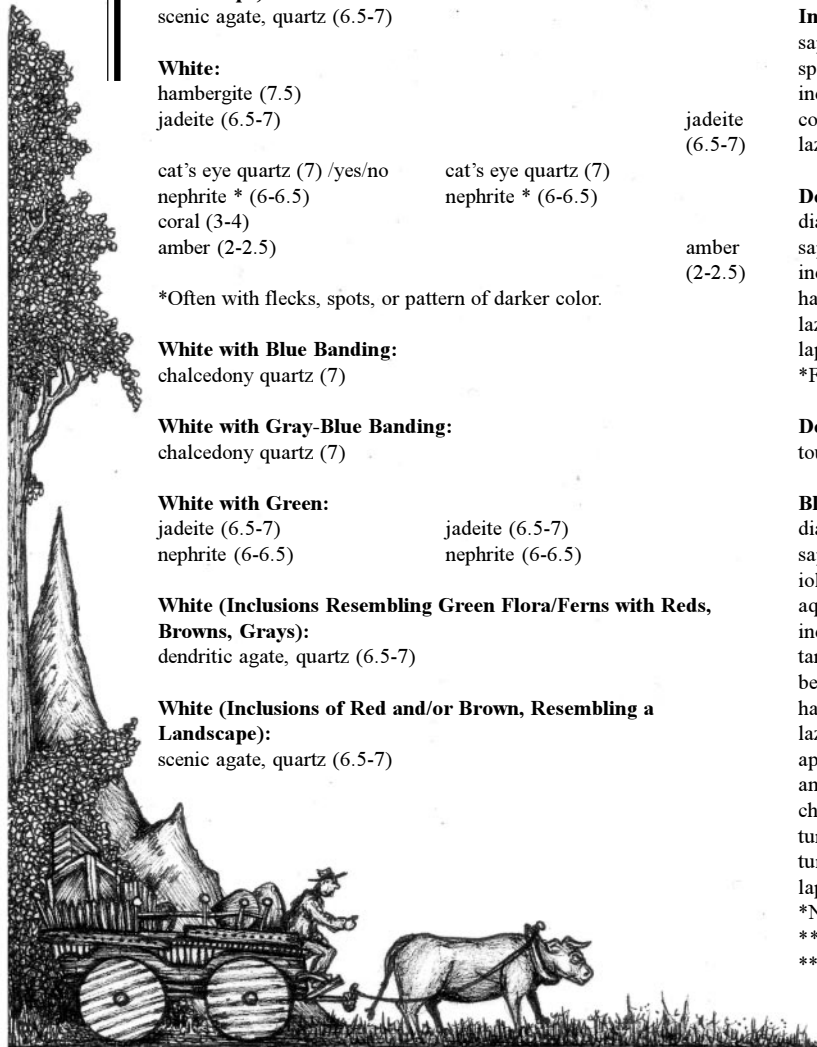 scenic agate, quartz (6.5-7)
White:
hambergite (7.5)
jadeite (6.5-7) jadeite
(6.5-7)
cat's eye quartz (7) /yes/no cat's eye quartz (7)
nephrite * (6-6.5) nephrite * (6-6.5)
coral (3-4)
amber (2-2.5) amber
(2-2.5)
*Often with flecks, spots, or pattern of darker color.
White with Blue Banding:
chalcedony quartz (7)
White with Gray-Blue Banding:
chalcedony quartz (7)
White with Green:
jadeite (6.5-7) jadeite (6.5-7)
nephrite (6-6.5) nephrite (6-6.5)
White (Inclusions Resembling Green Flora/Ferns with Reds,
Browns, Grays):
dendritic agate, quartz (6.5-7)
White (Inclusions of Red and/or Brown, Resembling a
Landscape):
scenic agate, quartz (6.5-7)